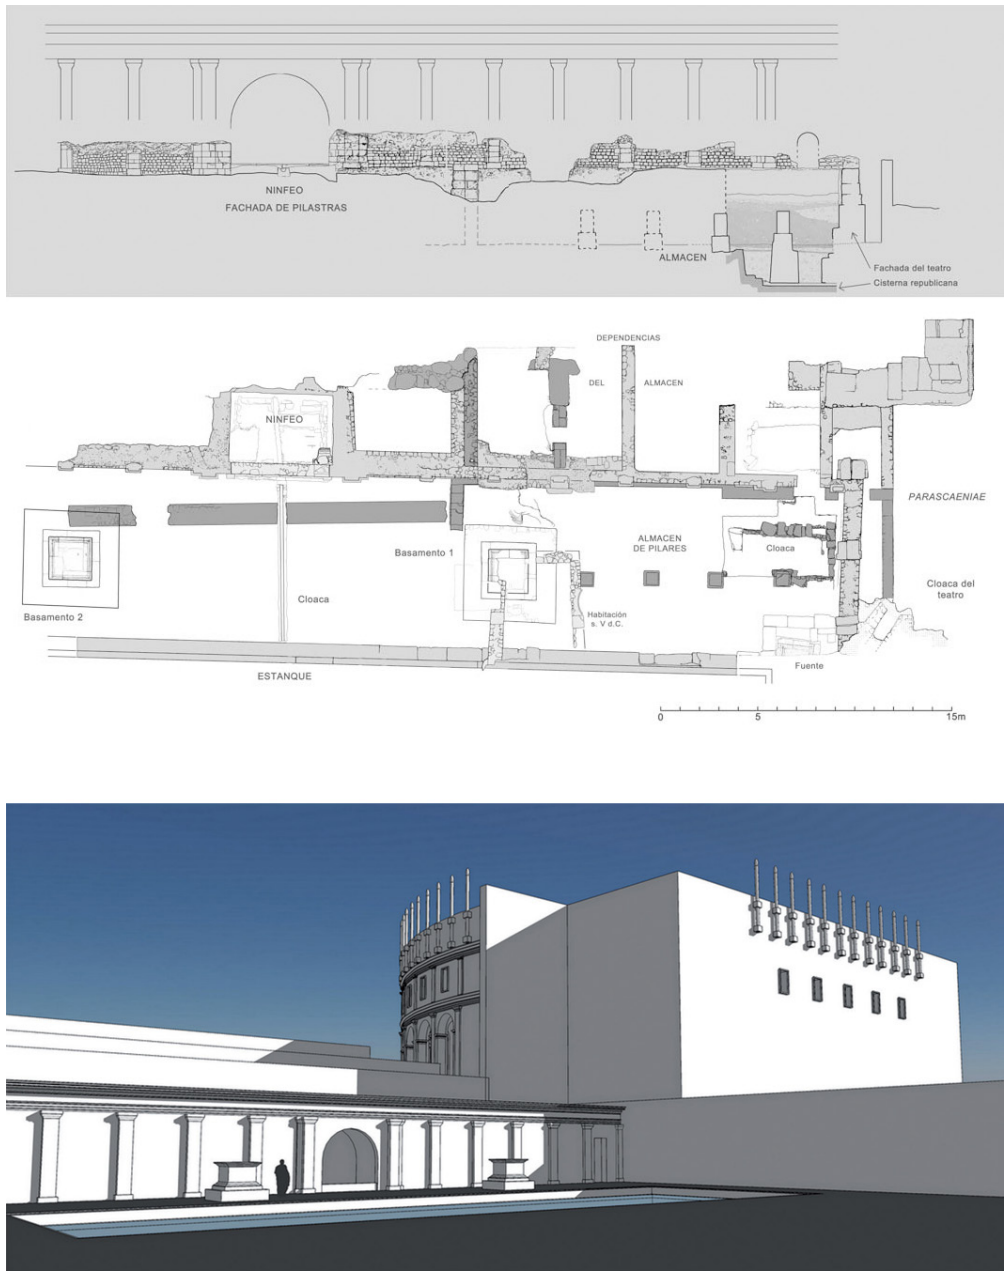 NINFEO
FACHADA DE PILASTRAS
ALMACEN
Fachada del teatro
Cisterna republicana
DEPENDENCIAS
DEL ALMACEN
NINFEO
PARASCAENIAE
Basamento 1
ALMACEN
DE PILARES
Cloaca
Cloaca del
teatro
Basamento 2
Cloaca
Habitación
s. V d.C.
Fuente
ESTANQUE
0 5 15m